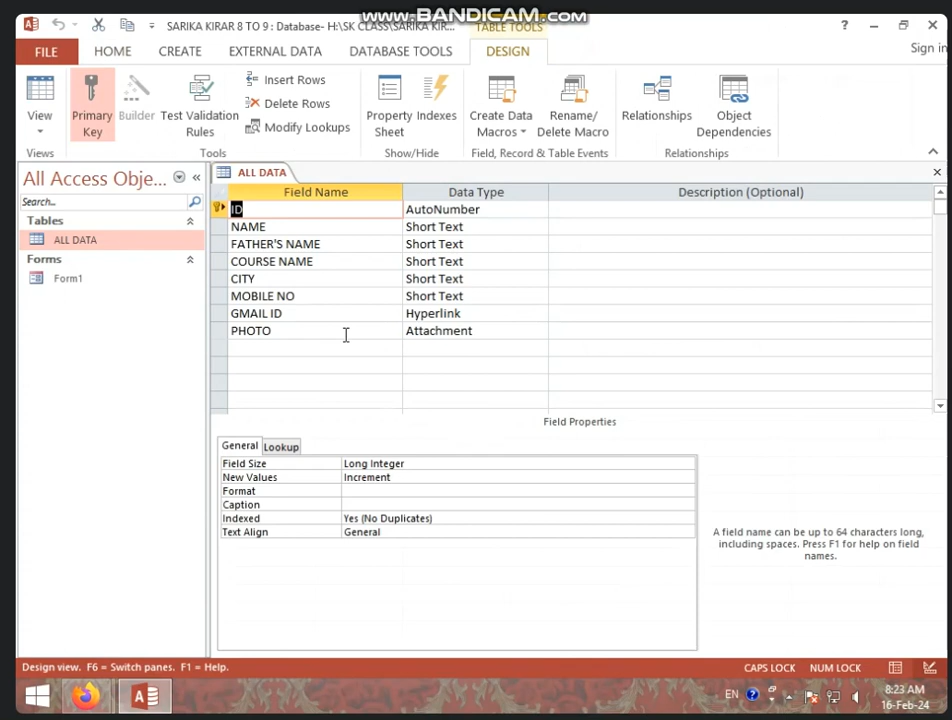 www.BANDICAM.com
SARIKA KIRAR 8 TO 9 : Database- H:\SK CLASS\SARIKA KIR...
TABLE TOOLS
?
Sign in
FILE
HOME
CREATE
EXTERNAL DATA
DATABASE TOOLS
DESIGN
View
Primary Key
Builder
Test Validation Rules
Insert Rows
Delete Rows
Modify Lookups
Property Sheet
Indexes
Create Data Macros
Rename/ Delete Macro
Relationships
Object Dependencies
Views
Tools
Show/Hide
Field, Record & Table Events
Relationships
All Access Obje...
Search...
Tables
ALL DATA
Forms
Form1
ALL DATA
Field Name Data Type Description (Optional)
ID AutoNumber
NAME Short Text
FATHER'S NAME Short Text
COURSE NAME Short Text
CITY Short Text
MOBILE NO Short Text
GMAIL ID Hyperlink
PHOTO Attachment
Field Properties
General Lookup
Field Size Long Integer
New Values Increment
Format
Caption
Indexed Yes (No Duplicates)
Text Align General
A field name can be up to 64 characters long,
including spaces. Press F1 for help on field
names.
Design view. F6 = Switch panes. F1 = Help.
CAPS LOCK NUM LOCK
EN
8:23 AM
16-Feb-24